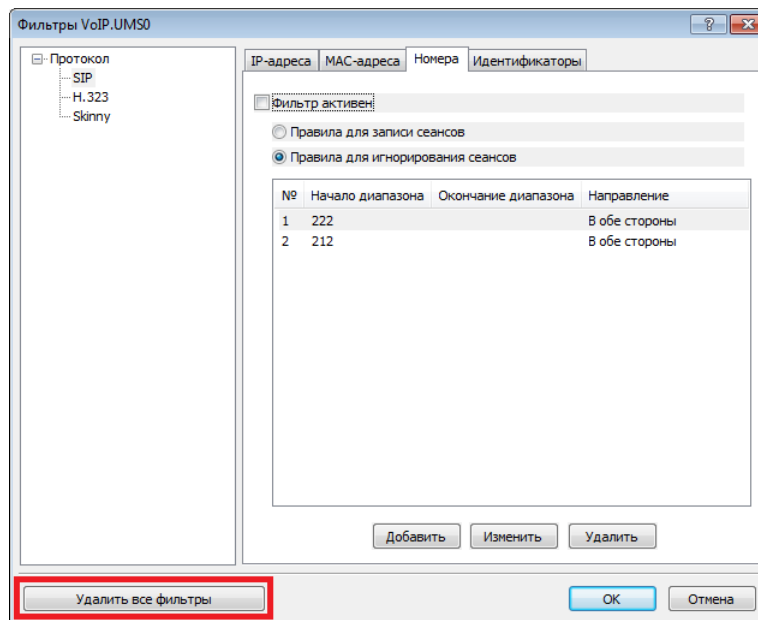 Фильтры VoIP.UMS0
Протокол
SIP
H.323
Skinny
IP-адреса MAC-адреса Номера Идентификаторы
Фильтр активен
Правила для записи сеансов
Правила для игнорирования сеансов
№ Начало диапазона Окончание диапазона Направление
1 222 В обе стороны
2 212 В обе стороны
Добавить Изменить Удалить
Удалить все фильтры OK Отмена